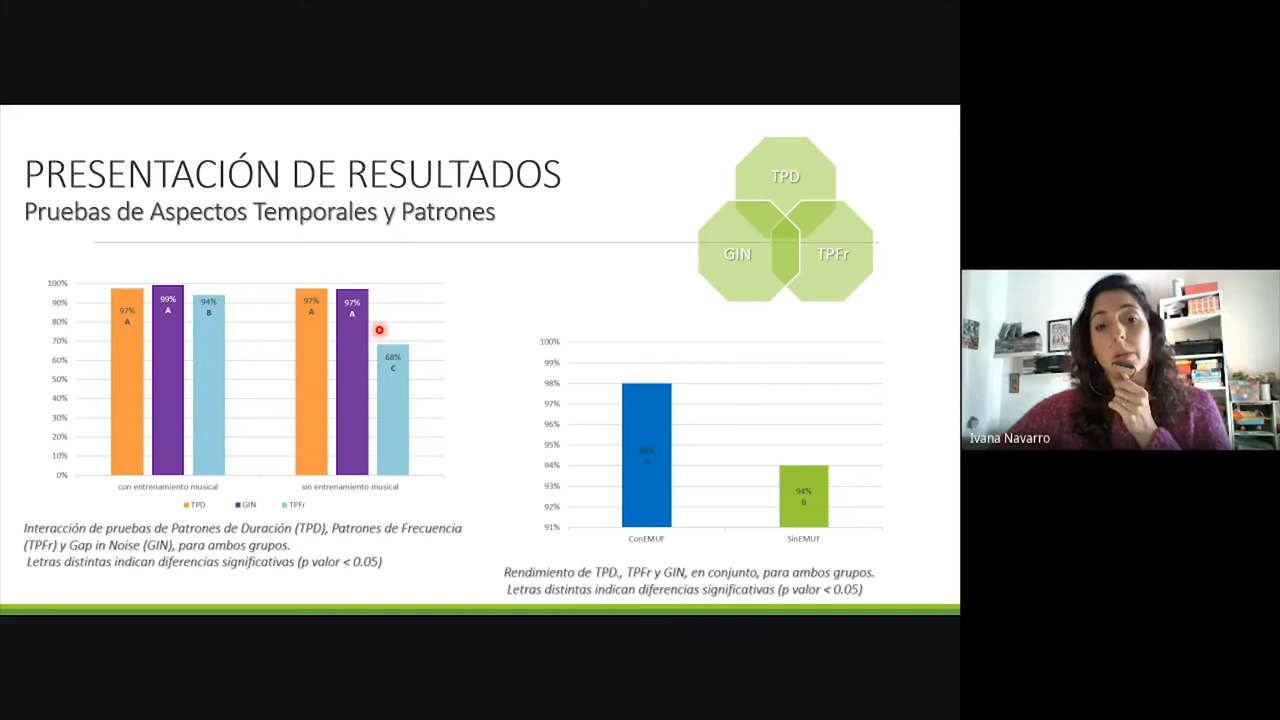 PRESENTACIÓN DE RESULTADOS
Pruebas de Aspectos Temporales y Patrones
TPD
GIN
TPFr
100%
90%
80%
70%
60%
50%
40%
30%
20%
10%
0%
97%
A
99%
A
94%
B
97%
A
97%
A
68%
C
con entrenamiento musical
sin entrenamiento musical
TPD GIN TPFr
Interacción de pruebas de Patrones de Duración (TPD), Patrones de Frecuencia
(TPFr) y Gap in Noise (GIN), para ambos grupos.
Letras distintas indican diferencias significativas (p valor < 0.05)
100%
99%
98%
97%
96%
95%
94%
93%
92%
91%
98%
A
94%
B
ConEMUF
SinEMUF
Rendimiento de TPD., TPFr y GIN, en conjunto, para ambos grupos.
Letras distintas indican diferencias significativas (p valor < 0.05)
Ivana Navarro